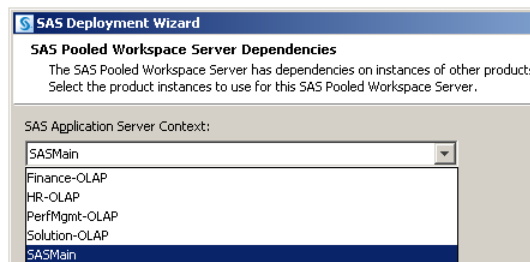 SAS Deployment Wizard
SAS Pooled Workspace Server Dependencies
The SAS Pooled Workspace Server has dependencies on instances of other products
Select the product instances to use for this SAS Pooled Workspace Server.
SAS Application Server Context:
SASMain
Finance-OLAP
HR-OLAP
PerfMgmt-OLAP
Solution-OLAP
SASMain